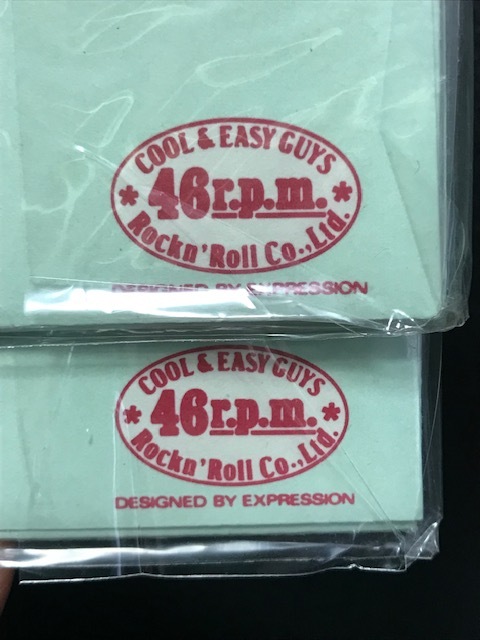 COOL & EASY GUYS
* 46r.p.m. *
Rockn' Roll Co.,Ltd.
DESIGNED BY EXPRESSION
COOL & EASY GUYS
* 46r.p.m. *
Rockn' Roll Co.,Ltd.
DESIGNED BY EXPRESSION